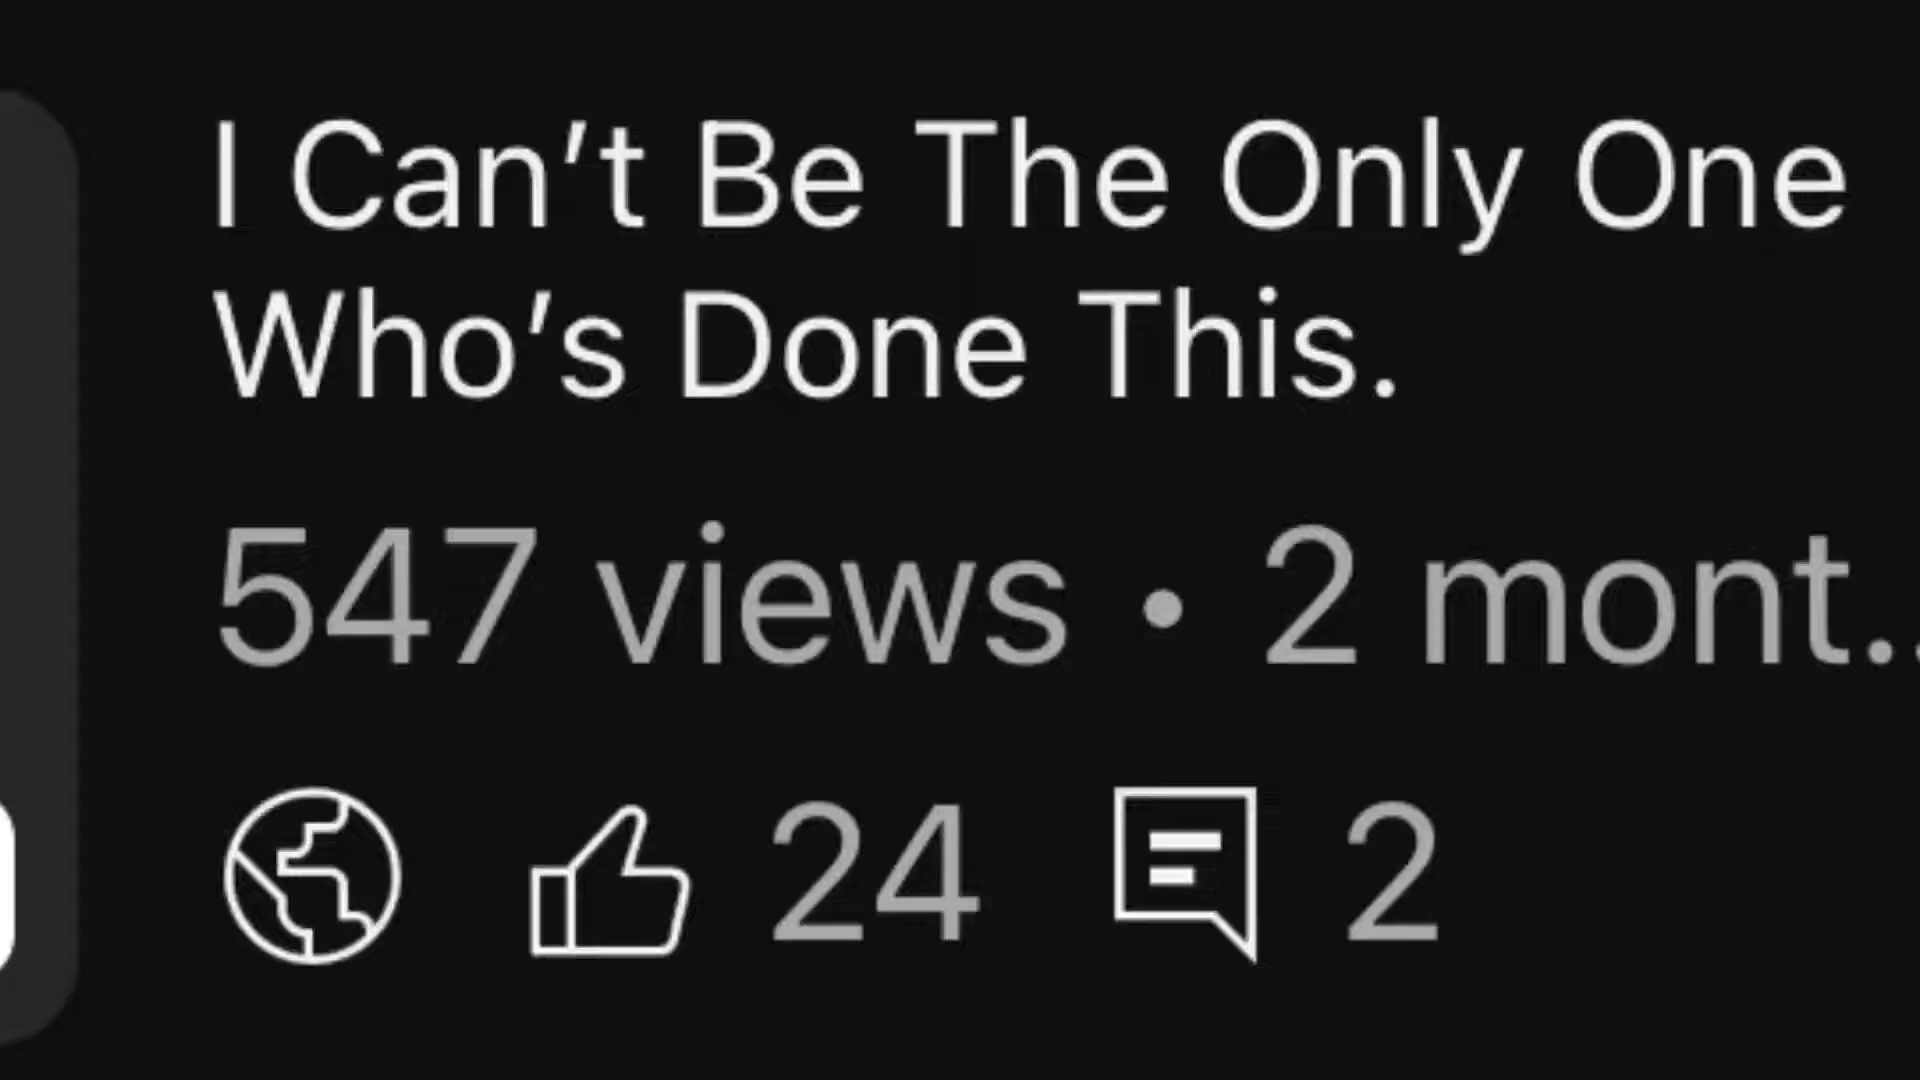 I Can't Be The Only One
Who's Done This.
547 views • 2 mont..
24 2